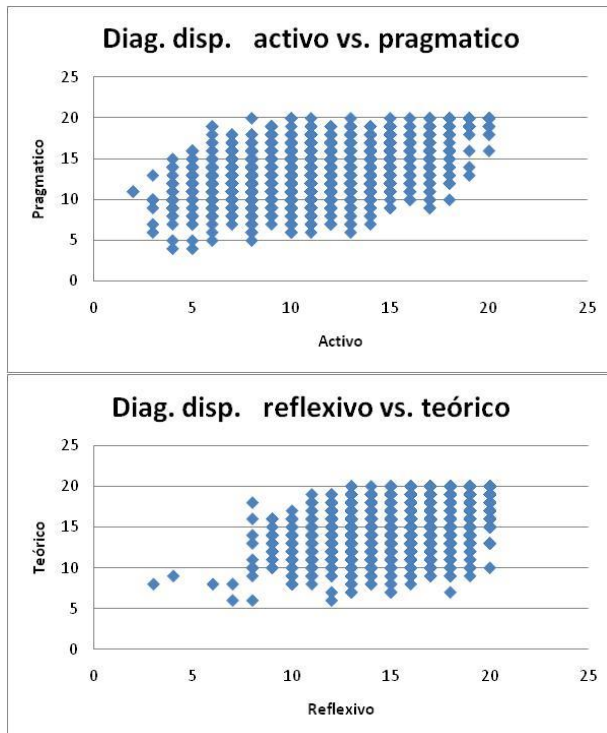 Diag. disp. activo vs. pragmatico
25
20
15
10
5
0
Pragmatico
0 5 10 15 20 25
Activo
Diag. disp. reflexivo vs. teórico
25
20
15
10
5
0
Teórico
0 5 10 15 20 25
Reflexivo